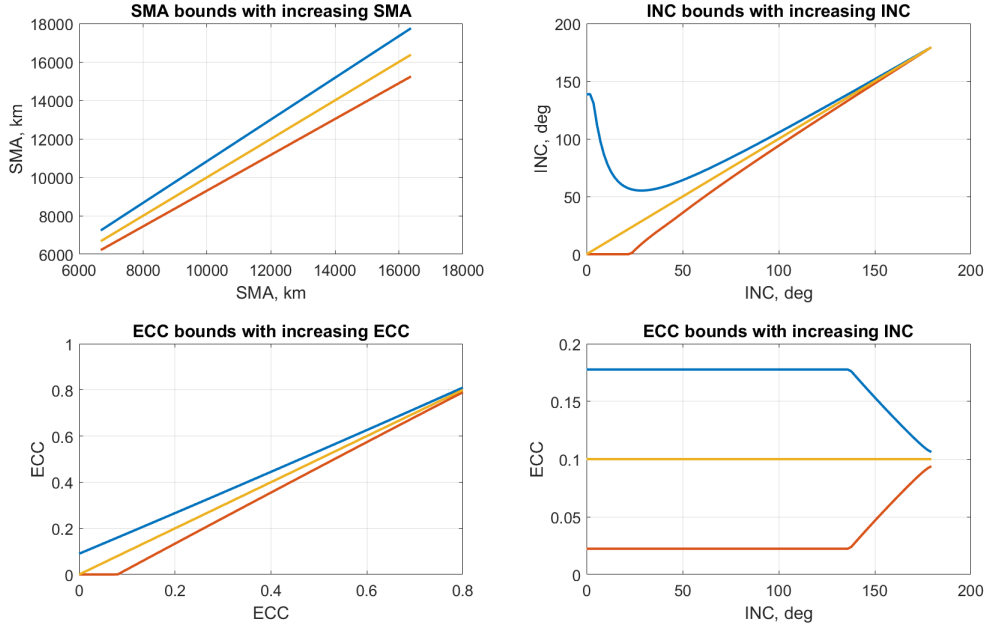 SMA bounds with increasing SMA
18000
16000
14000
12000
10000
8000
6000
SMA, km
6000 8000 10000 12000 14000 16000 18000
SMA, km
INC bounds with increasing INC
200
150
100
50
0
INC, deg
0 50 100 150 200
INC, deg
ECC bounds with increasing ECC
1
0.8
0.6
0.4
0.2
0
ECC
0 0.2 0.4 0.6 0.8
ECC
ECC bounds with increasing INC
0.2
0.15
0.1
0.05
0
ECC
0 50 100 150 200
INC, deg